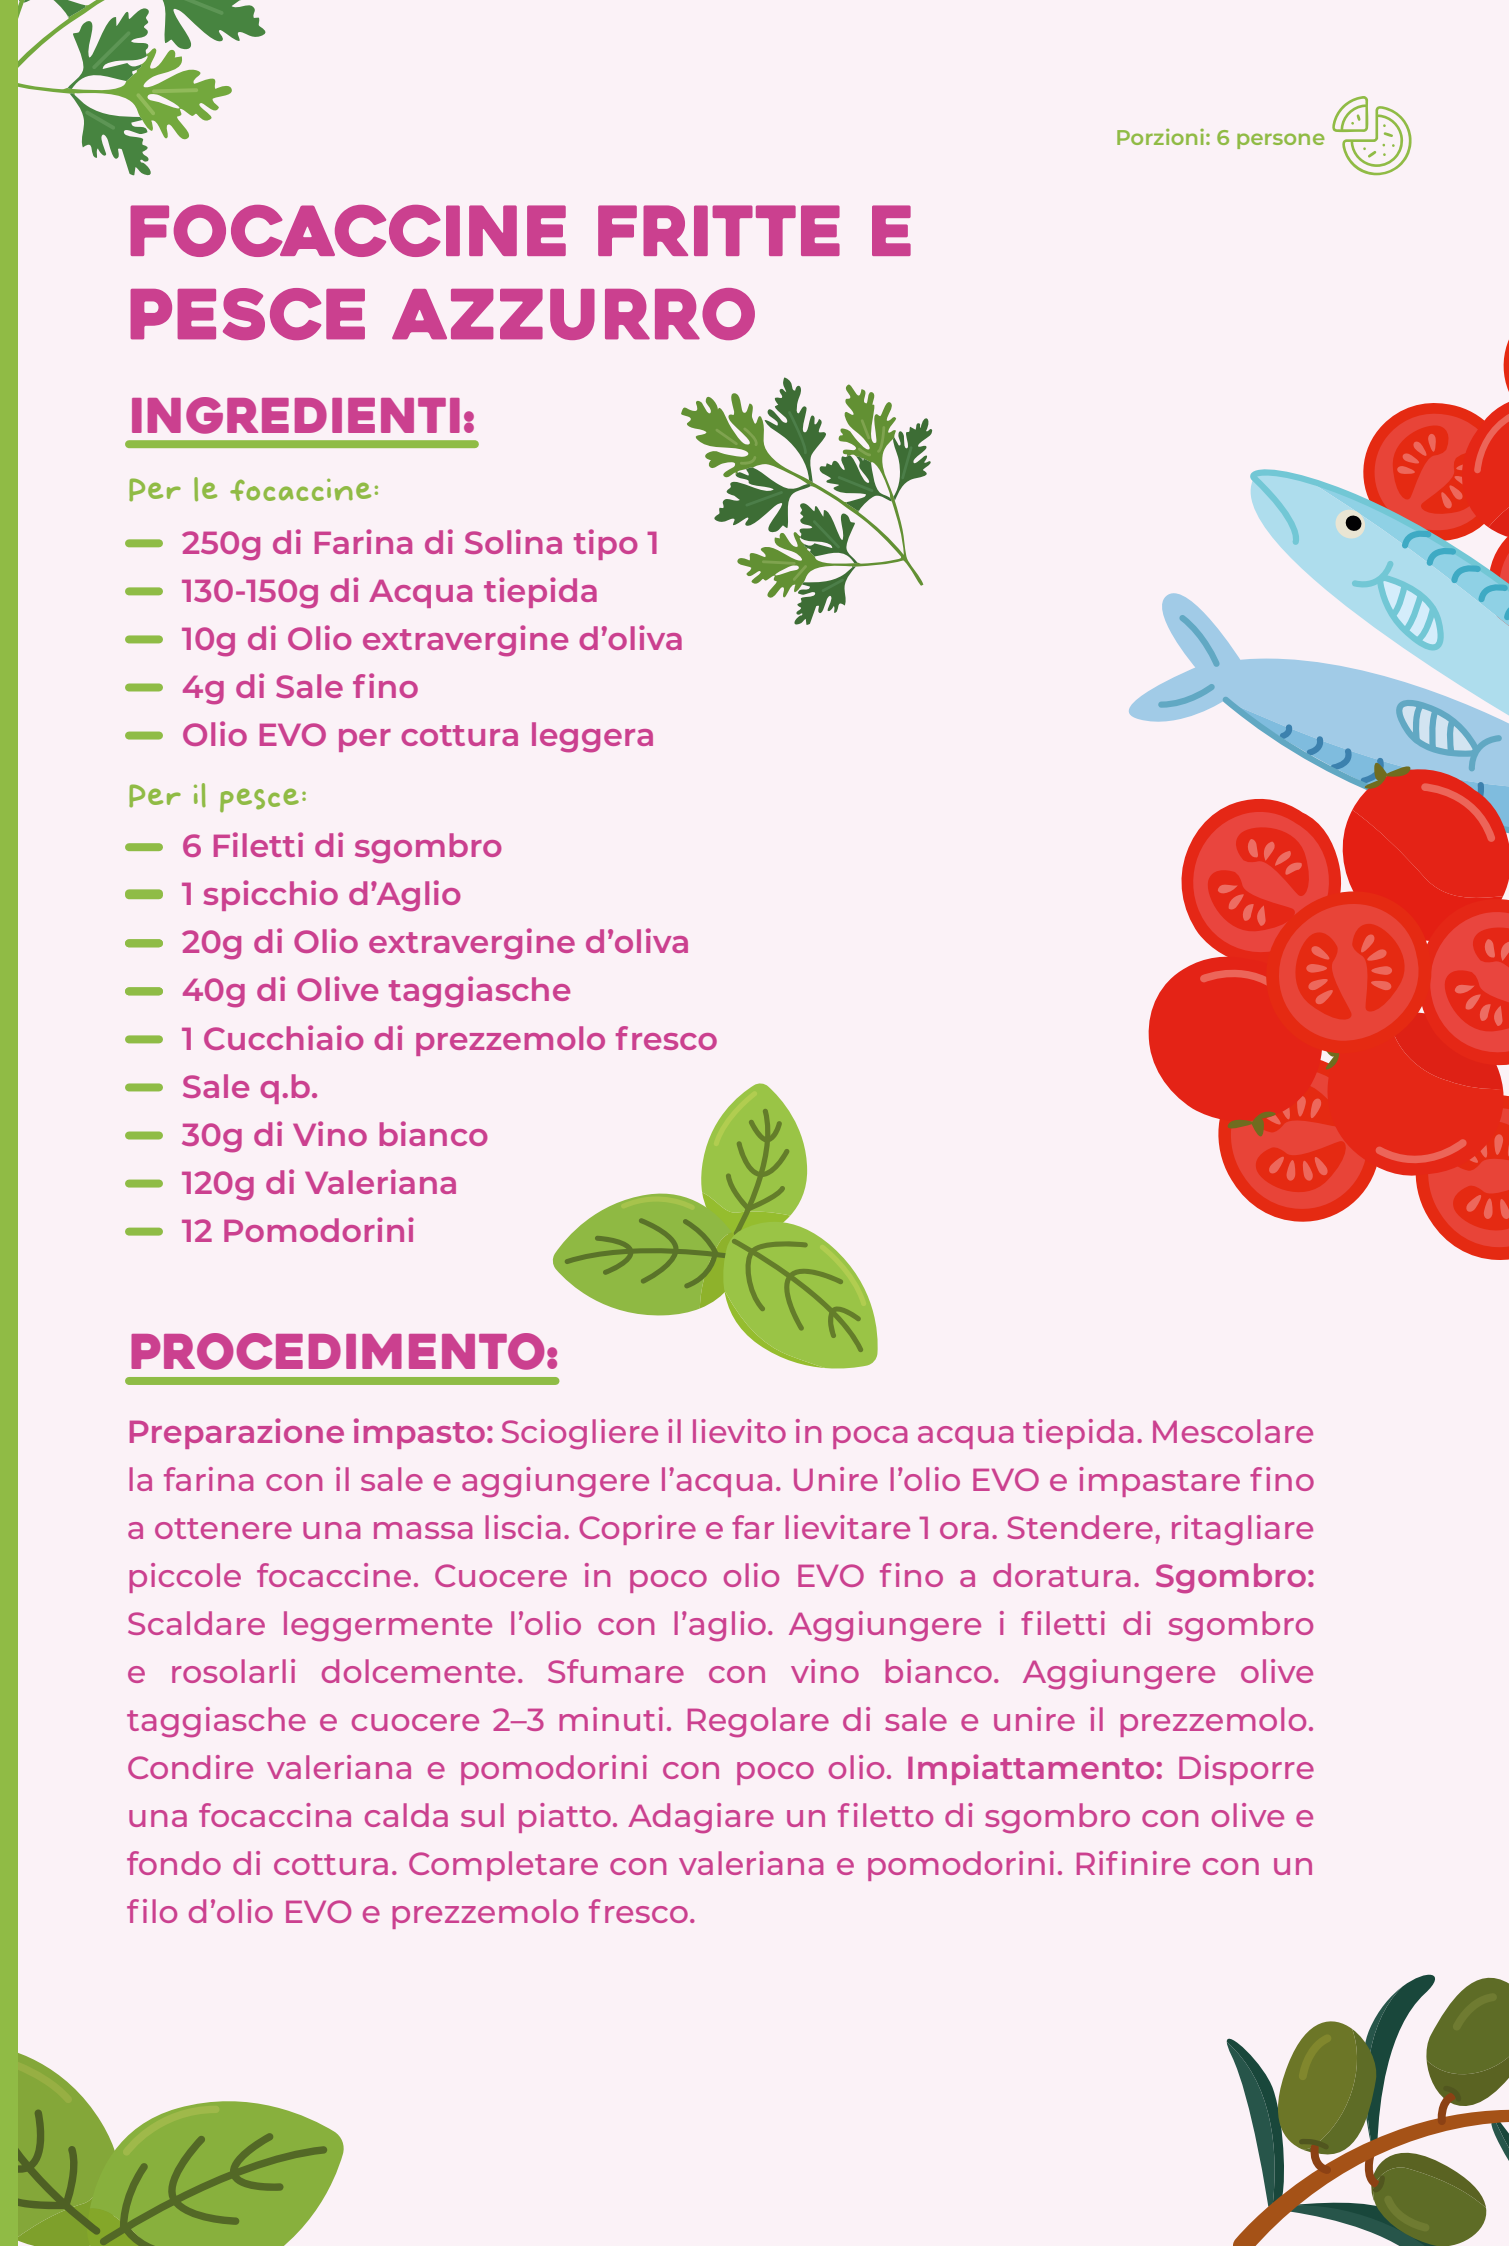 Porzioni: 6 persone
FOCACCINE FRITTE E
PESCE AZZURRO
INGREDIENTI:
Per le focaccine:
250g di Farina di Solina tipo 1
130-150g di Acqua tiepida
10g di Olio extravergine d’oliva
4g di Sale fino
Olio EVO per cottura leggera
Per il pesce:
6 Filetti di sgombro
1 spicchio d’Aglio
20g di Olio extravergine d’oliva
40g di Olive taggiasche
1 Cucchiaio di prezzemolo fresco
Sale q.b.
30g di Vino bianco
120g di Valeriana
12 Pomodorini
PROCEDIMENTO:
Preparazione impasto: Sciogliere il lievito in poca acqua tiepida. Mescolare
la farina con il sale e aggiungere l’acqua. Unire l’olio EVO e impastare fino
a ottenere una massa liscia. Coprire e far lievitare 1 ora. Stendere, ritagliare
piccole focaccine. Cuocere in poco olio EVO fino a doratura. Sgombro:
Scaldare leggermente l’olio con l’aglio. Aggiungere i filetti di sgombro
e rosolarli dolcemente. Sfumare con vino bianco. Aggiungere olive
taggiasche e cuocere 2–3 minuti. Regolare di sale e unire il prezzemolo.
Condire valeriana e pomodorini con poco olio. Impiattamento: Disporre
una focaccina calda sul piatto. Adagiare un filetto di sgombro con olive e
fondo di cottura. Completare con valeriana e pomodorini. Rifinire con un
filo d’olio EVO e prezzemolo fresco.